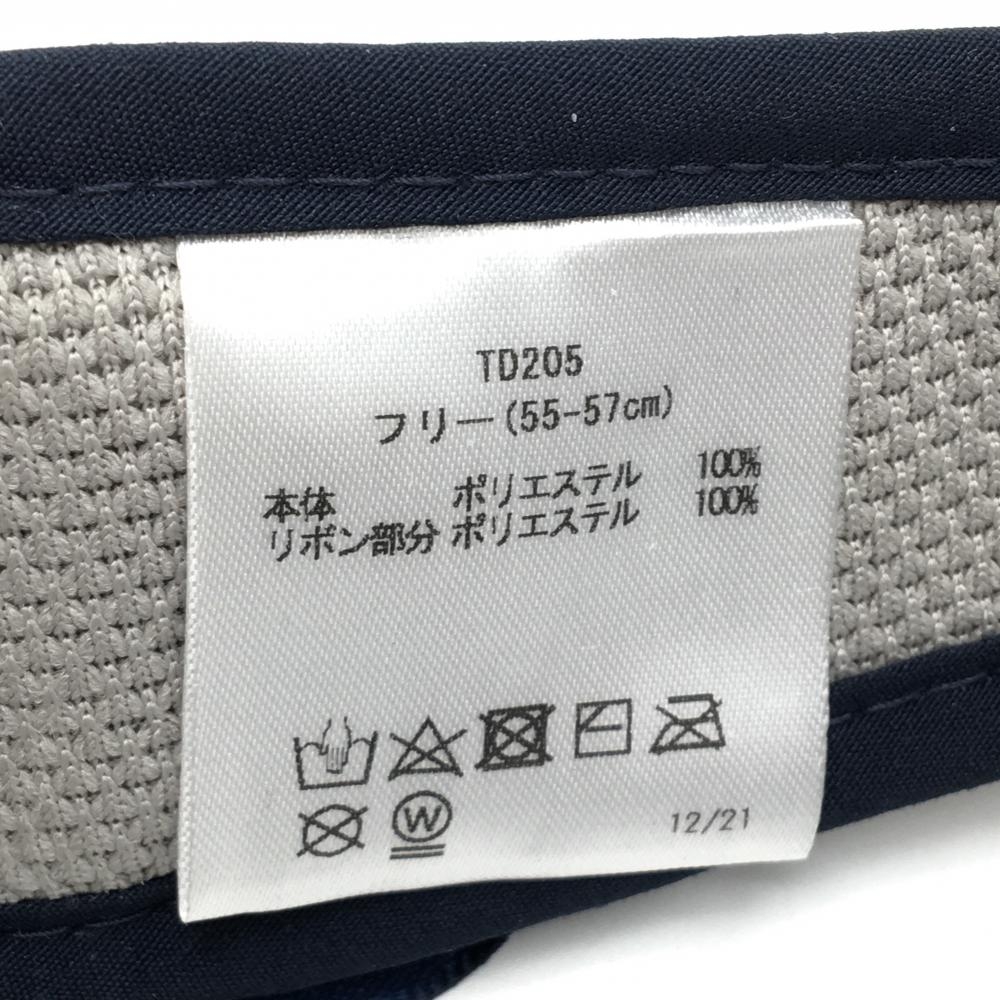 TD205
フリー(55-57cm)
本体 ポリエステル 100%
リボン部分 ポリエステル 100%
W
12/21